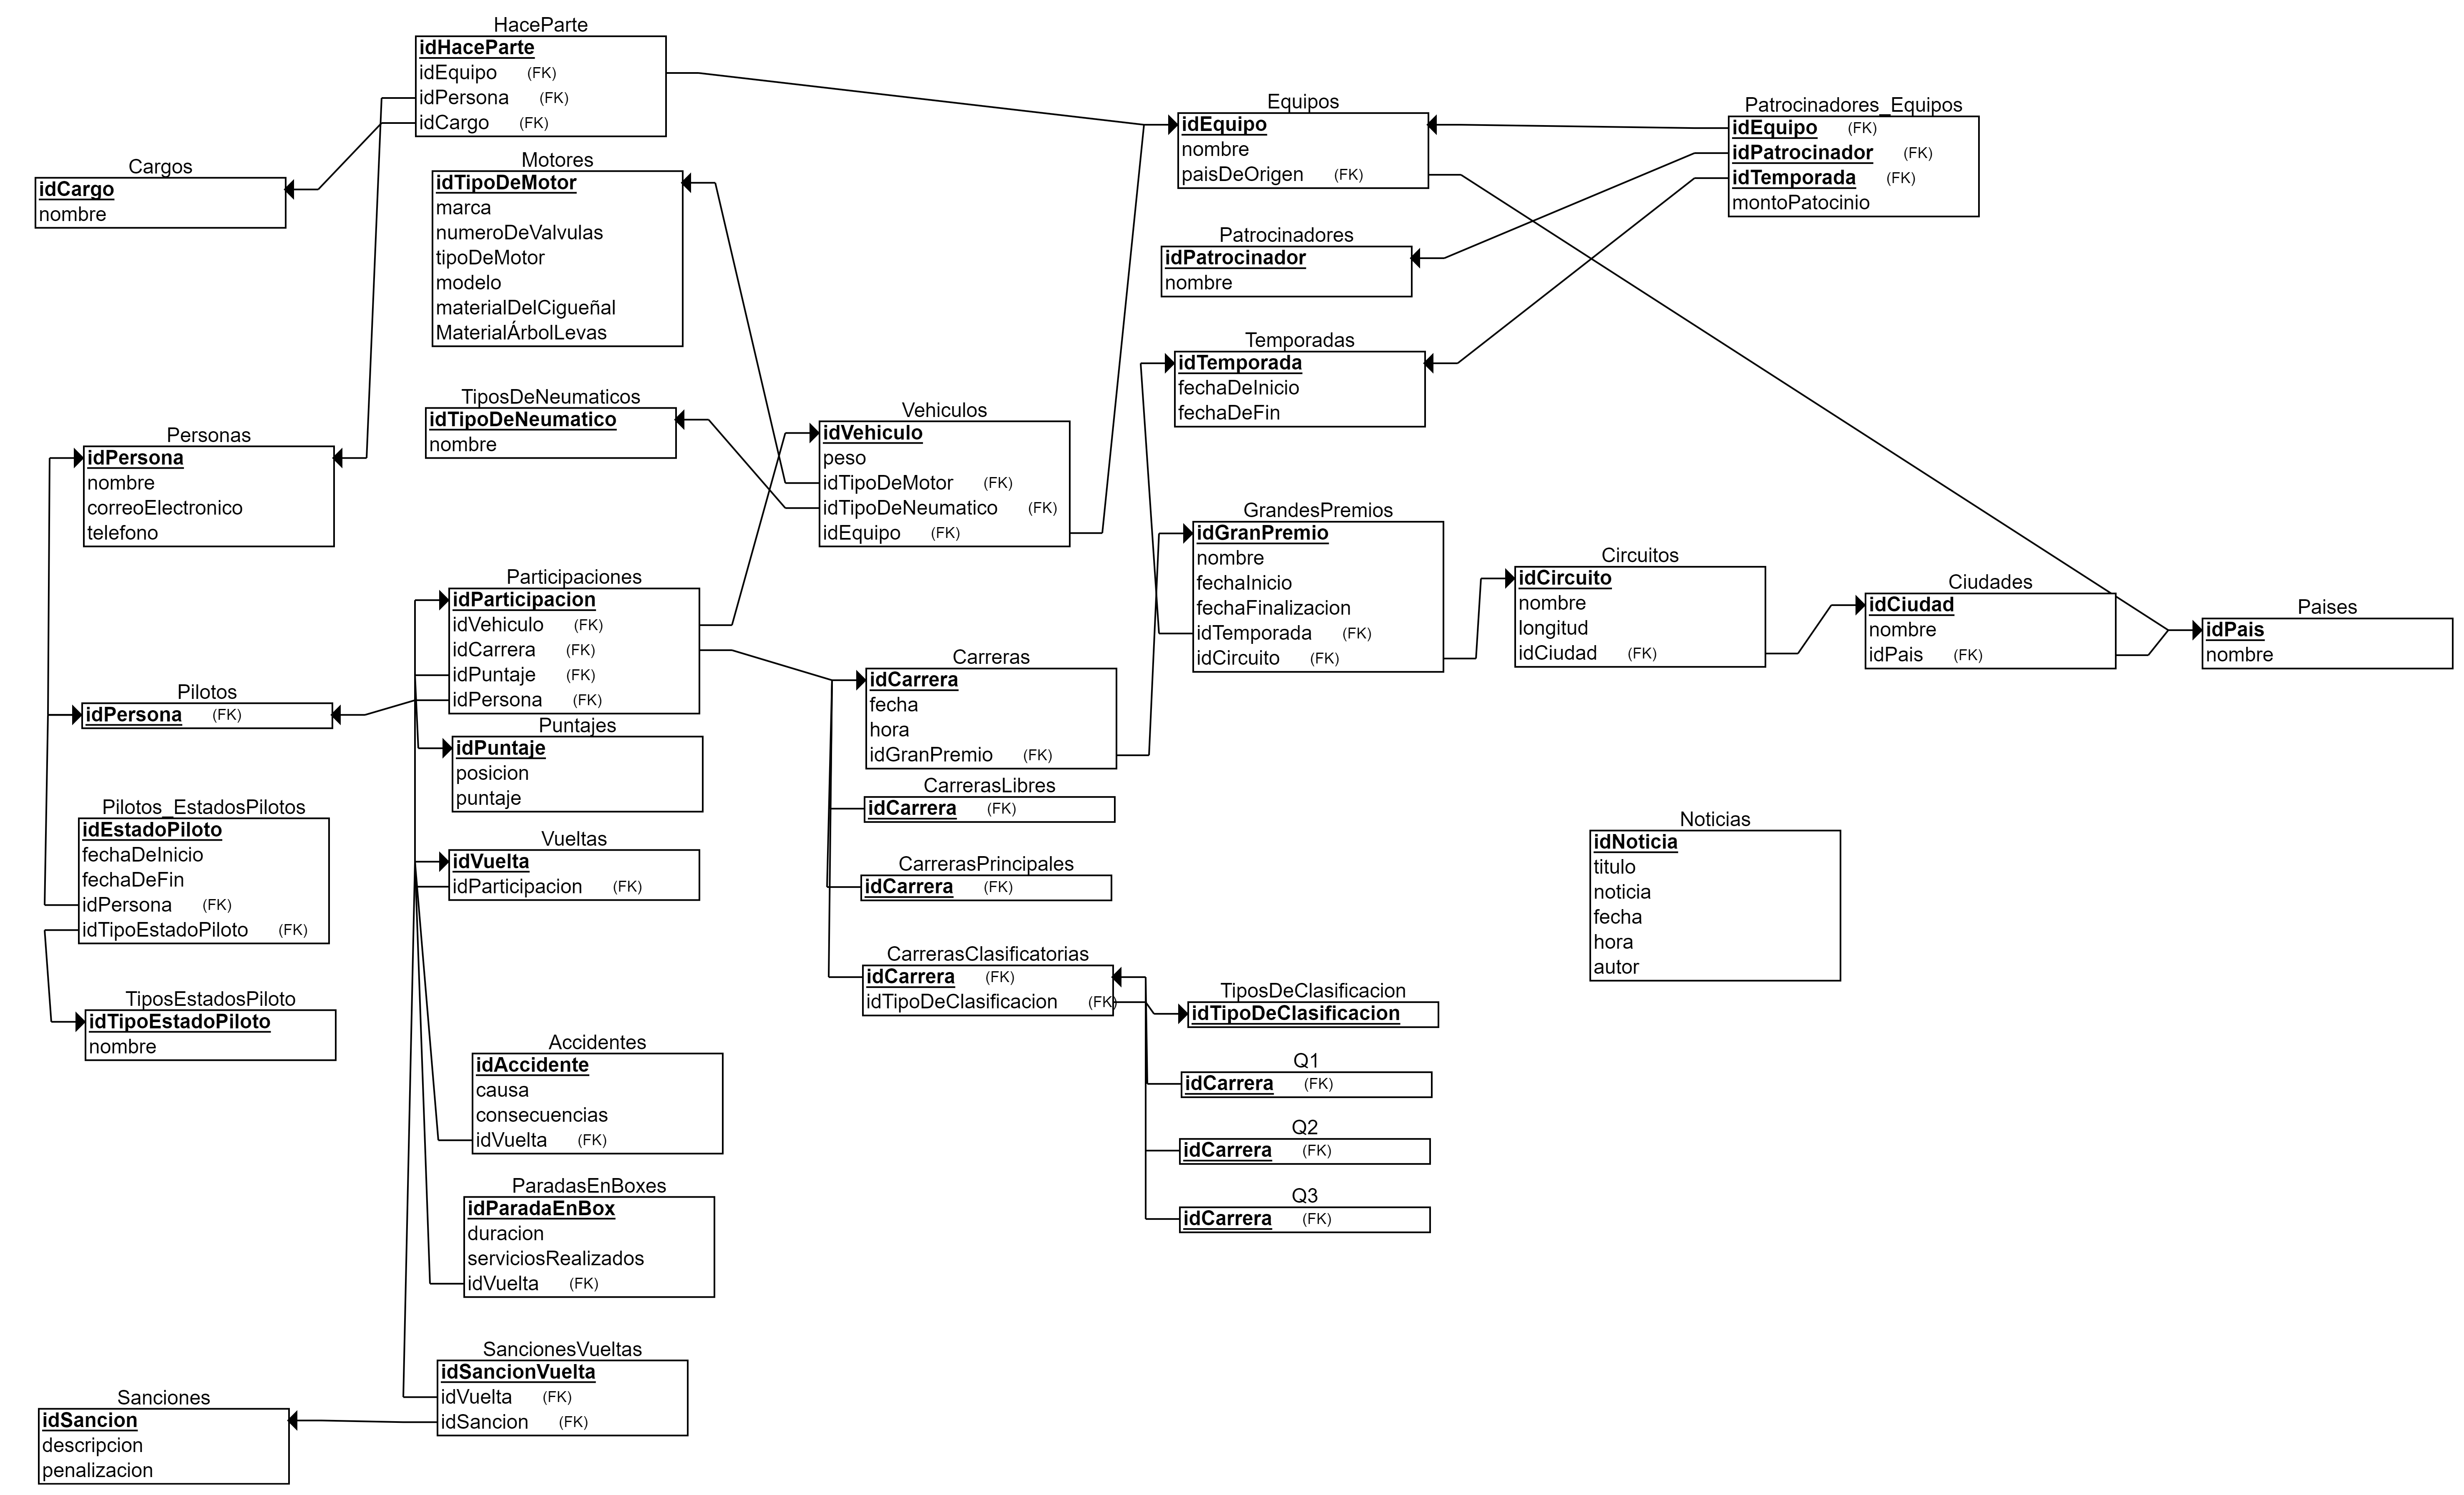 HaceParte
idHaceParte
idEquipo (FK)
idPersona (FK)
idCargo (FK)
Cargos
idCargo
nombre
Motores
idTipoDeMotor
marca
numeroDeValvulas
tipoDeMotor
modelo
materialDelCigueñal
MaterialÁrbolLevas
Equipos
idEquipo
nombre
paisDeOrigen (FK)
Patrocinadores_Equipos
idEquipo (FK)
idPatrocinador (FK)
idTemporada (FK)
montoPatocinio
Patrocinadores
idPatrocinador
nombre
Temporadas
idTemporada
fechaDeInicio
fechaDeFin
TiposDeNeumaticos
idTipoDeNeumatico
nombre
Vehiculos
idVehiculo
peso
idTipoDeMotor (FK)
idTipoDeNeumatico (FK)
idEquipo (FK)
Personas
idPersona
nombre
correoElectronico
telefono
GrandesPremios
idGranPremio
nombre
fechaInicio
fechaFinalizacion
idTemporada (FK)
idCircuito (FK)
Circuitos
idCircuito
nombre
longitud
idCiudad (FK)
Ciudades
idCiudad
nombre
idPais (FK)
Paises
idPais
nombre
Participaciones
idParticipacion
idVehiculo (FK)
idCarrera (FK)
idPuntaje (FK)
idPersona (FK)
Carreras
idCarrera
fecha
hora
idGranPremio (FK)
Pilotos
idPersona (FK)
Puntajes
idPuntaje
posicion
puntaje
CarrerasLibres
idCarrera (FK)
Pilotos_EstadosPilotos
idEstadoPiloto
fechaDeInicio
fechaDeFin
idPersona (FK)
idTipoEstadoPiloto (FK)
Vueltas
idVuelta
idParticipacion (FK)
CarrerasPrincipales
idCarrera (FK)
Noticias
idNoticia
titulo
noticia
fecha
hora
autor
CarrerasClasificatorias
idCarrera (FK)
idTipoDeClasificacion (FK)
TiposDeClasificacion
idTipoDeClasificacion
TiposEstadosPiloto
idTipoEstadoPiloto
nombre
Accidentes
idAccidente
causa
consecuencias
idVuelta (FK)
Q1
idCarrera (FK)
Q2
idCarrera (FK)
Q3
idCarrera (FK)
ParadasEnBoxes
idParadaEnBox
duracion
serviciosRealizados
idVuelta (FK)
SancionesVueltas
idSancionVuelta
idVuelta (FK)
idSancion (FK)
Sanciones
idSancion
descripcion
penalizacion